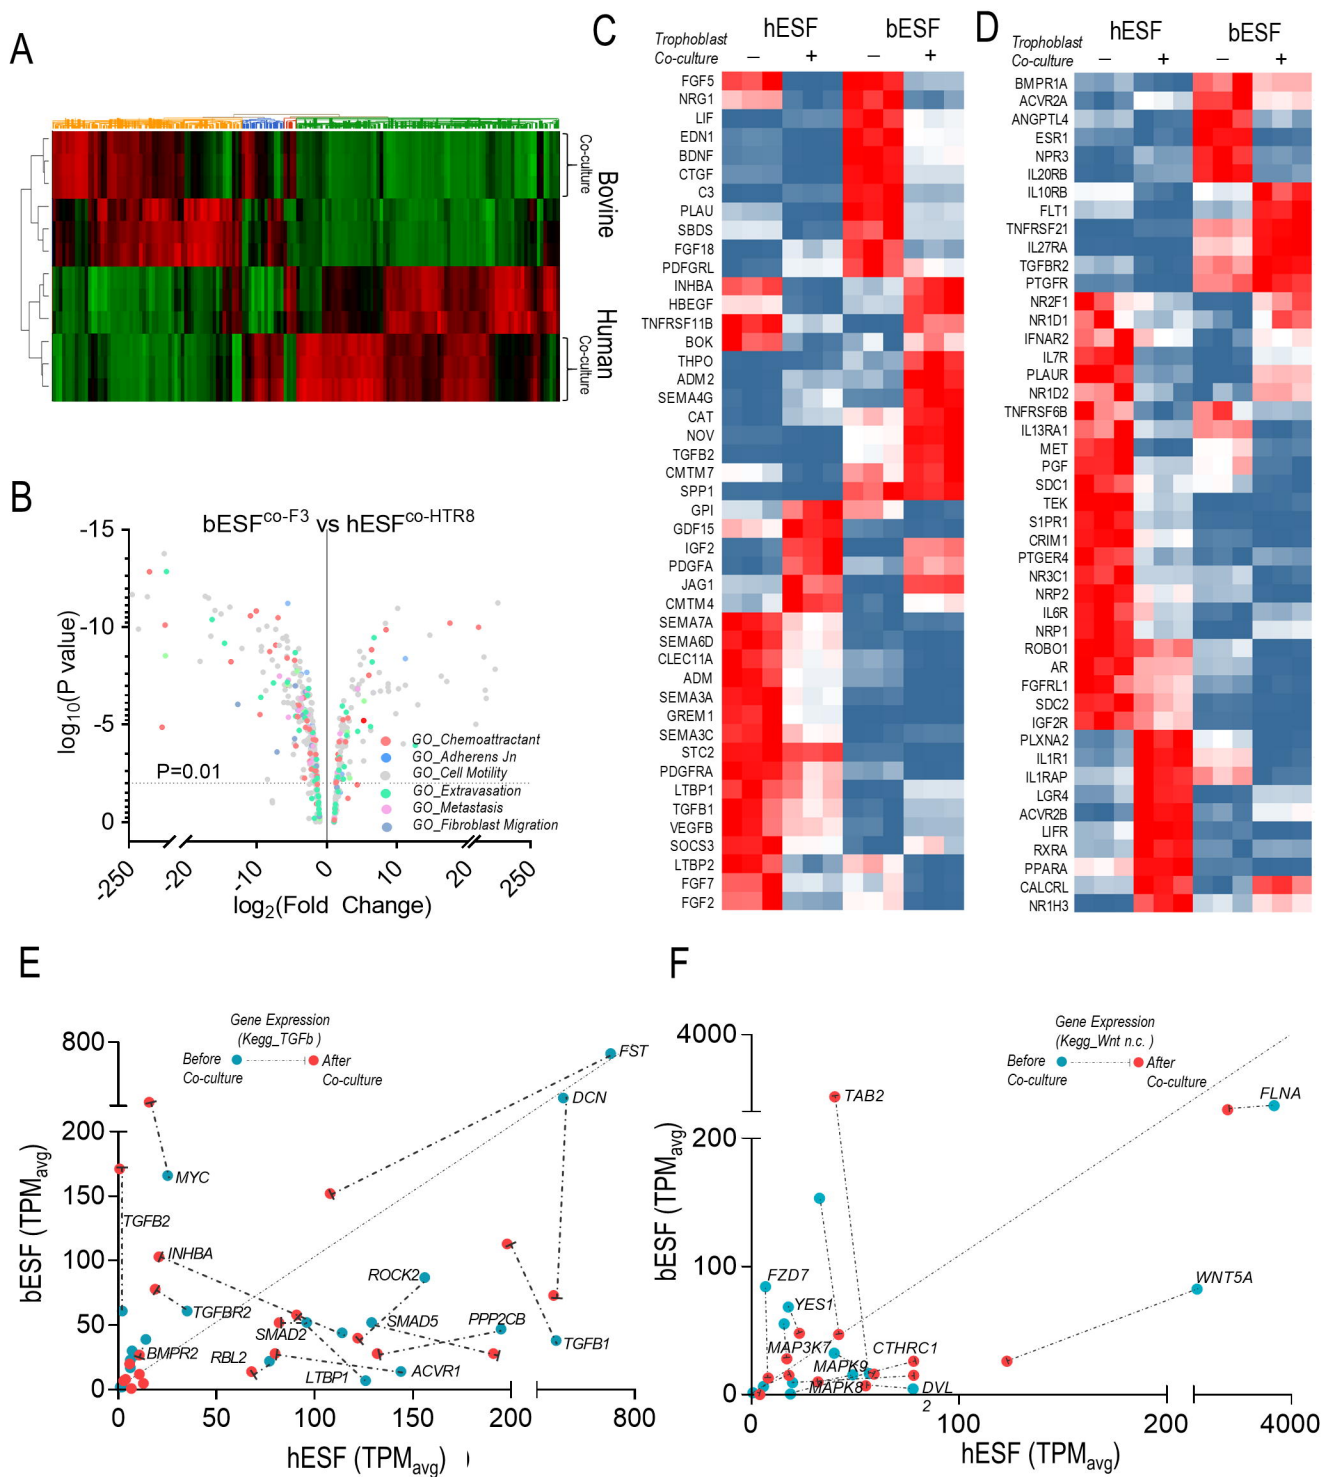 A
Co-culture
Bovine
Human
Co-culture
B
bESF^co-F3 vs hESF^co-HTR8
-15
-10
-5
0
log10(P value)
P=0.01
GO_Chemoattractant
GO_Adherens Jn
GO_Cell Motility
GO_Extravasation
GO_Metastasis
GO_Fibroblast Migration
-250
-20
-10
0
10
20
250
log2(Fold Change)
C
hESF
bESF
Trophoblast
Co-culture
– + – +
FGF5
NRG1
LIF
EDN1
BDNF
CTGF
C3
PLAU
SBDS
FGF18
PDFGRL
INHBA
HBEGF
TNFRSF11B
BOK
THPO
ADM2
SEMA4G
CAT
NOV
TGFB2
CMTM7
SPP1
GPI
GDF15
IGF2
PDGFA
JAG1
CMTM4
SEMA7A
SEMA6D
CLEC11A
ADM
SEMA3A
GREM1
SEMA3C
STC2
PDGFRA
LTBP1
TGFB1
VEGFB
SOCS3
LTBP2
FGF7
FGF2
D
hESF
bESF
Trophoblast
Co-culture
– + – +
BMPR1A
ACVR2A
ANGPTL4
ESR1
NPR3
IL20RB
IL10RB
FLT1
TNFRSF21
IL27RA
TGFBR2
PTGFR
NR2F1
NR1D1
IFNAR2
IL7R
PLAUR
NR1D2
TNFRSF6B
IL13RA1
MET
PGF
SDC1
TEK
S1PR1
CRIM1
PTGER4
NR3C1
NRP2
IL6R
NRP1
ROBO1
AR
FGFRL1
SDC2
IGF2R
PLXNA2
IL1R1
IL1RAP
LGR4
ACVR2B
LIFR
RXRA
PPARA
CALCRL
NR1H3
E
Gene Expression
(Kegg_TGFb )
Before
Co-culture
After
Co-culture
800
200
150
100
50
0
bESF (TPMavg)
FST
DCN
MYC
TGFB2
INHBA
ROCK2
TGFBR2
SMAD2
SMAD5
PPP2CB
TGFB1
BMPR2
RBL2
LTBP1
ACVR1
0
50
100
150
200
800
hESF (TPMavg) )
F
Gene Expression
(Kegg_Wnt n.c. )
Before
Co-culture
After
Co-culture
4000
200
100
0
bESF (TPMavg)
TAB2
FLNA
FZD7
WNT5A
YES1
MAP3K7
CTHRC1
MAPK9
MAPK8
DVL
2
0
100
200
4000
hESF (TPMavg)